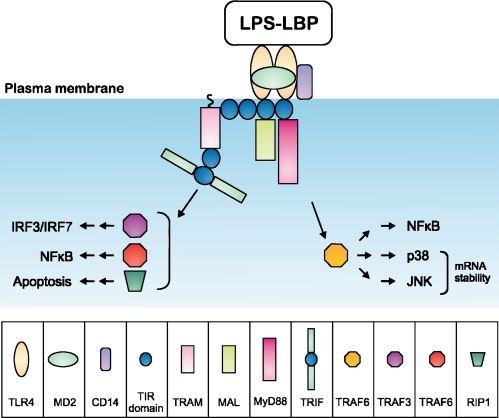 LPS-LBP
Plasma membrane
IRF3/IRF7
NFκB
Apoptosis
NFκB
p38
JNK
mRNA
stability
TLR4
MD2
CD14
TIR
domain
TRAM
MAL
MyD88
TRIF
TRAF6
TRAF3
TRAF6
RIP1